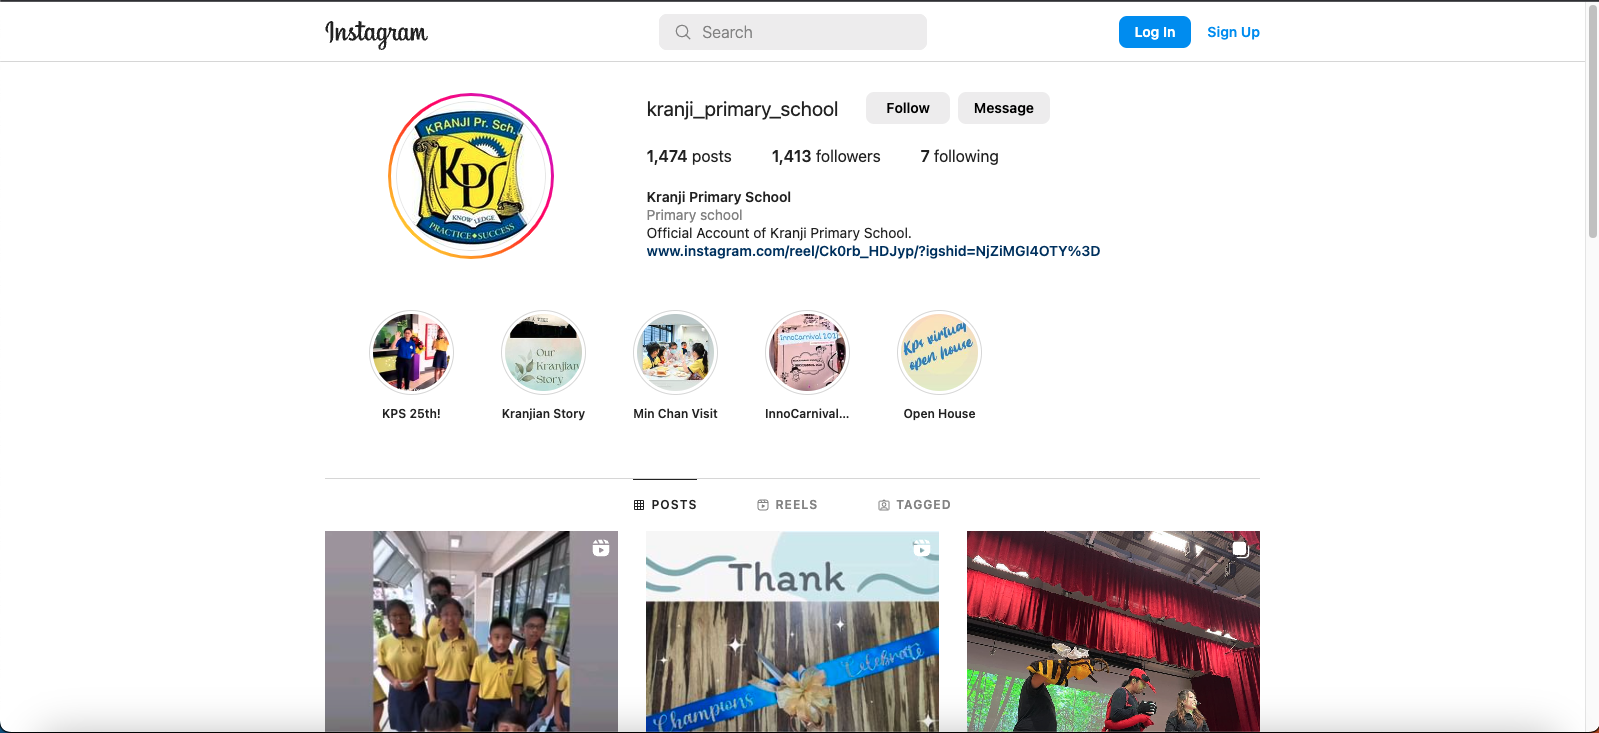 Instagram
Search
Log In
Sign Up
KRANJI Pr. Sch.
KPS
KNOWLEDGE
PRACTICE SUCCESS
kranji_primary_school
Follow
Message
1,474 posts 1,413 followers 7 following
Kranji Primary School
Primary school
Official Account of Kranji Primary School.
www.instagram.com/reel/Ck0rb_HDJyp/?igshid=NjZiMGI4OTY%3D
Our
Kranjian
Story
InnoCarnival 202
Kps virtual
open house
KPS 25th!
Kranjian Story
Min Chan Visit
InnoCarnival...
Open House
POSTS
REELS
TAGGED
Thank
Celebrate
Champions